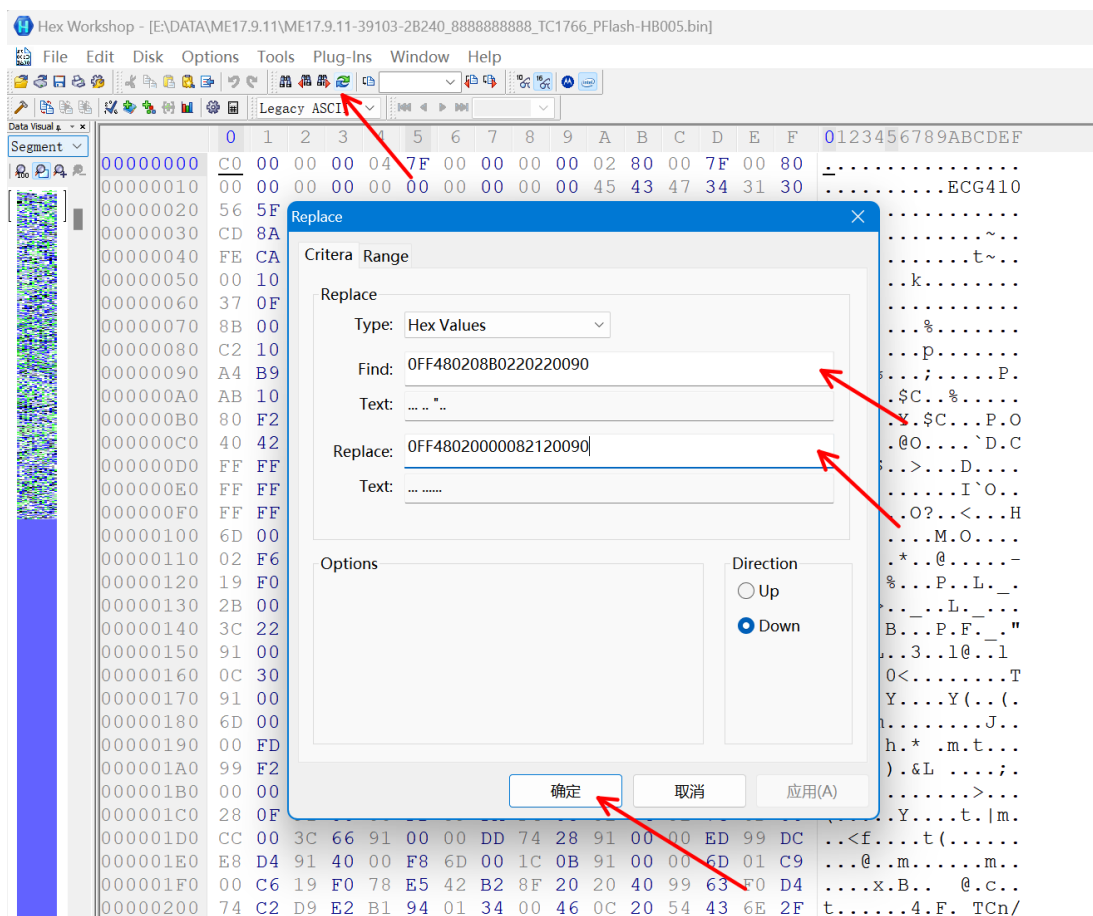 Hex Workshop - [E:\DATA\ME17.9.11\ME17.9.11-39103-2B240_8888888888_TC1766_PFlash-HB005.bin]
File Edit Disk Options Tools Plug-Ins Window Help
Legacy ASCII
Data Visual
Segment
0 1 2 3 4 5 6 7 8 9 A B C D E F 0123456789ABCDEF
00000000 C0 00 00 00 04 7F 00 00 00 00 02 80 00 7F 00 80 ................
00000010 00 00 00 00 00 00 00 00 00 00 45 43 47 34 31 30 ..........ECG410
00000020 56 5F
00000030 CD 8A
00000040 FE CA
00000050 00 10
00000060 37 0F
00000070 8B 00
00000080 C2 10
00000090 A4 B9
000000A0 AB 10
000000B0 80 F2
000000C0 40 42
000000D0 FF FF
000000E0 FF FF
000000F0 FF FF
00000100 6D 00
00000110 02 F6
00000120 19 F0
00000130 2B 00
00000140 3C 22
00000150 91 00
00000160 0C 30
00000170 91 00
00000180 6D 00
00000190 00 FD
000001A0 99 F2
000001B0 00 00
000001C0 28 0F
000001D0 CC 00 3C 66 91 00 00 DD 74 28 91 00 00 ED 99 DC ..<f....t(......
000001E0 E8 D4 91 40 00 F8 6D 00 1C 0B 91 00 00 6D 01 C9 ...@..m......m..
000001F0 00 C6 19 F0 78 E5 42 B2 8F 20 20 40 99 63 F0 D4 ....x.B.. @.c..
00000200 74 C2 D9 E2 B1 94 01 34 00 46 0C 20 54 43 6E 2F t......4.F. TCn/
Replace
Critera Range
Replace
Type: Hex Values
Find: 0FF480208B0220220090
Text: ... .. "..
Replace: 0FF48020000082120090
Text: ... ......
Options
Direction
Up
Down
确定 取消 应用(A)